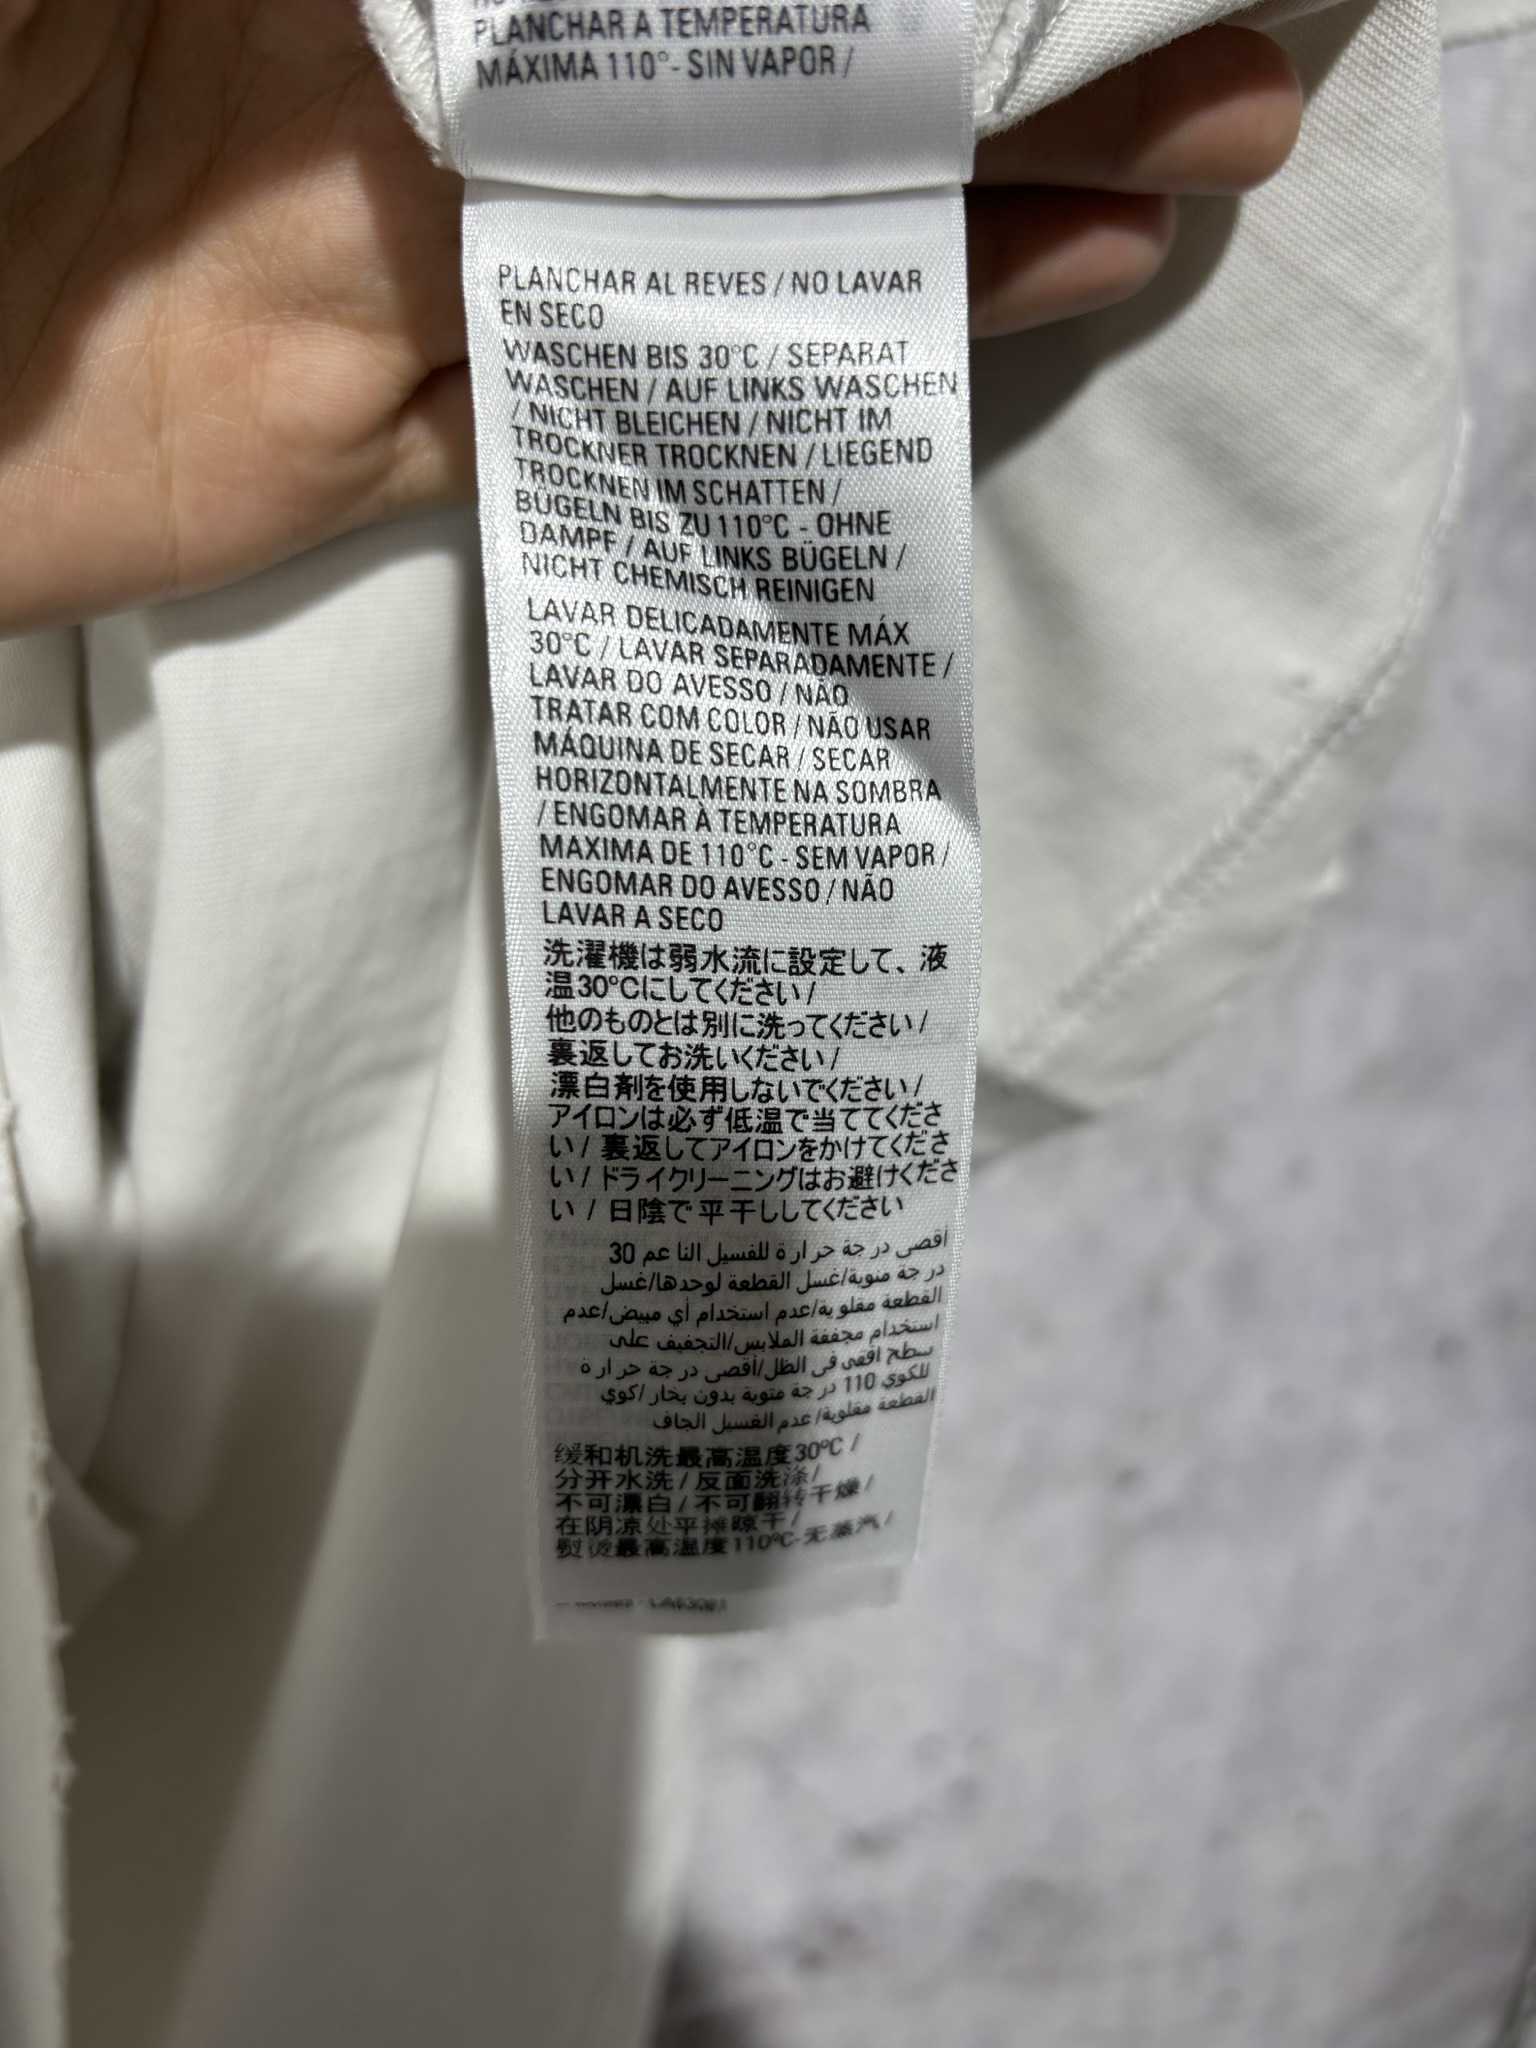 PLANCHAR A TEMPERATURA
MÁXIMA 110°- SIN VAPOR /
PLANCHAR AL REVES / NO LAVAR
EN SECO
WASCHEN BIS 30°C / SEPARAT
WASCHEN / AUF LINKS WASCHEN
/ NICHT BLEICHEN / NICHT IM
TROCKNER TROCKNEN / LIEGEND
TROCKNEN IM SCHATTEN /
BÜGELN BIS ZU 110°C - OHNE
DAMPF / AUF LINKS BÜGELN /
NICHT CHEMISCH REINIGEN
LAVAR DELICADAMENTE MÁX
30°C / LAVAR SEPARADAMENTE /
LAVAR DO AVESSO / NÃO
TRATAR COM COLOR / NÃO USAR
MÁQUINA DE SECAR / SECAR
HORIZONTALMENTE NA SOMBRA
/ ENGOMAR À TEMPERATURA
MAXIMA DE 110°C - SEM VAPOR /
ENGOMAR DO AVESSO / NÃO
LAVAR A SECO
洗濯機は弱水流に設定して、液
温30°Cにしてください /
他のものとは別に洗ってください /
裏返してお洗いください /
漂白剤を使用しないでください /
アイロンは必ず低温で当ててくださ
い / 裏返してアイロンをかけてくださ
い / ドライクリーニングはお避けくださ
い / 日陰で平干ししてください
أقصى درجة حرارة للغسيل الناعم 30
درجة مئوية/غسل القطعة لوحدها/غسل
القطعة مقلوبة/عدم استخدام أي مبيض/عدم
استخدام مجففة الملابس/التجفيف على
سطح افقي في الظل/أقصى درجة حرارة
للكوي 110 درجة مئوية بدون بخار/كوي
القطعة مقلوبة/عدم الغسيل الجاف
缓和机洗最高温度30°C /
分开水洗 / 反面洗涤/
不可漂白 / 不可翻转干燥 /
在阴凉处平摊晾干 /
熨烫最高温度110°C-无蒸汽 /